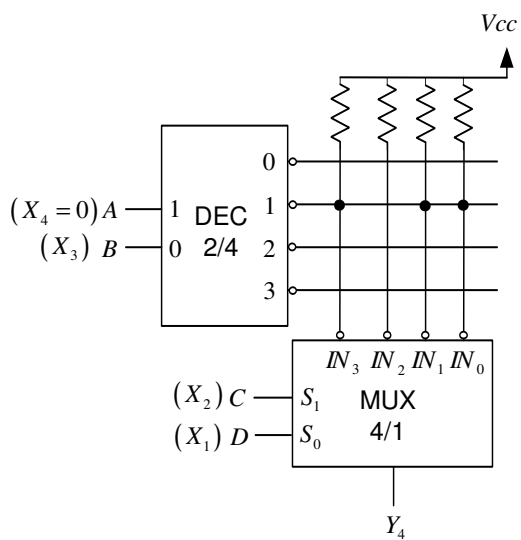 Vcc
0
(X₄ = 0) A
1
DEC
1
(X₃) B
0
2/4
2
3
IN₃ IN₂ IN₁ IN₀
(X₂) C
S₁
MUX
(X₁) D
S₀
4/1
Y₄